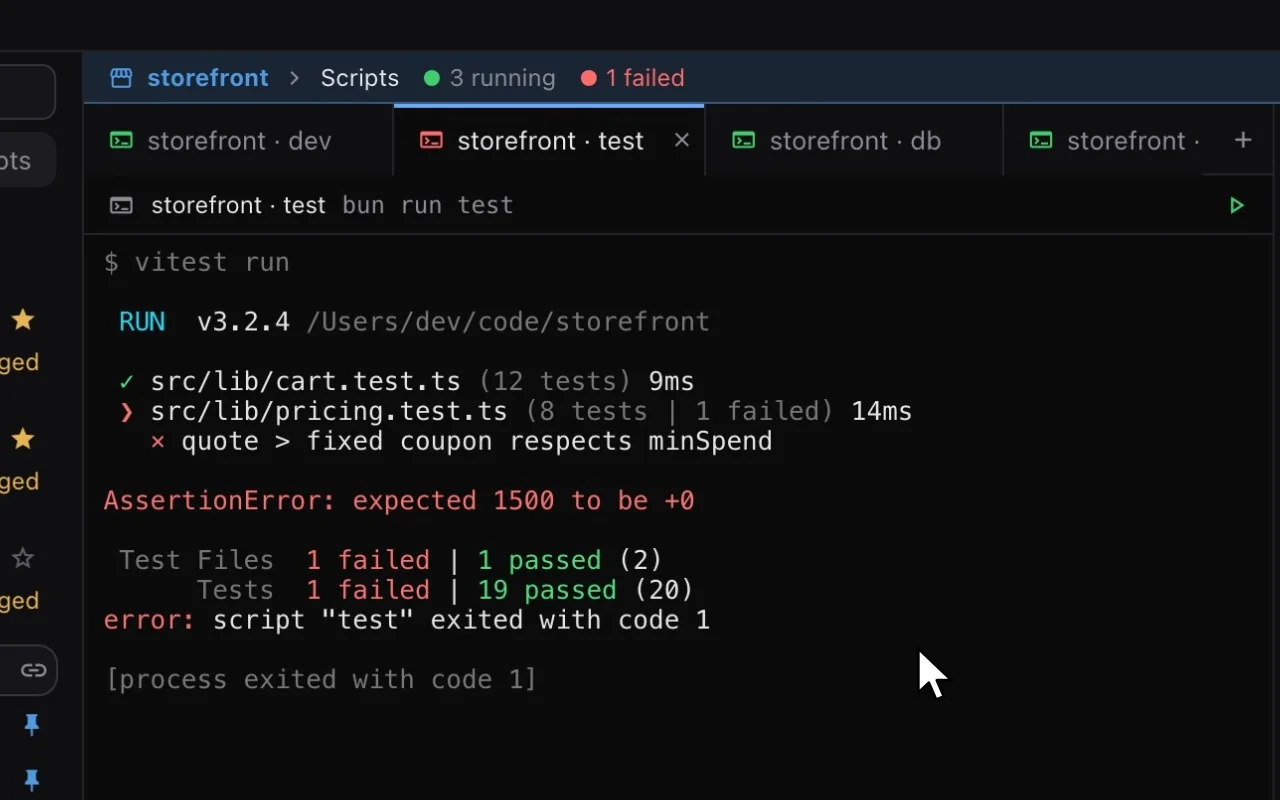 storefront > Scripts 3 running 1 failed
storefront · dev
storefront · test
storefront · db
storefront ·
storefront · test bun run test
$ vitest run
RUN v3.2.4 /Users/dev/code/storefront
✓ src/lib/cart.test.ts (12 tests) 9ms
❯ src/lib/pricing.test.ts (8 tests | 1 failed) 14ms
× quote > fixed coupon respects minSpend
AssertionError: expected 1500 to be +0
Test Files 1 failed | 1 passed (2)
Tests 1 failed | 19 passed (20)
error: script "test" exited with code 1
[process exited with code 1]
pts
ged
ged
ged